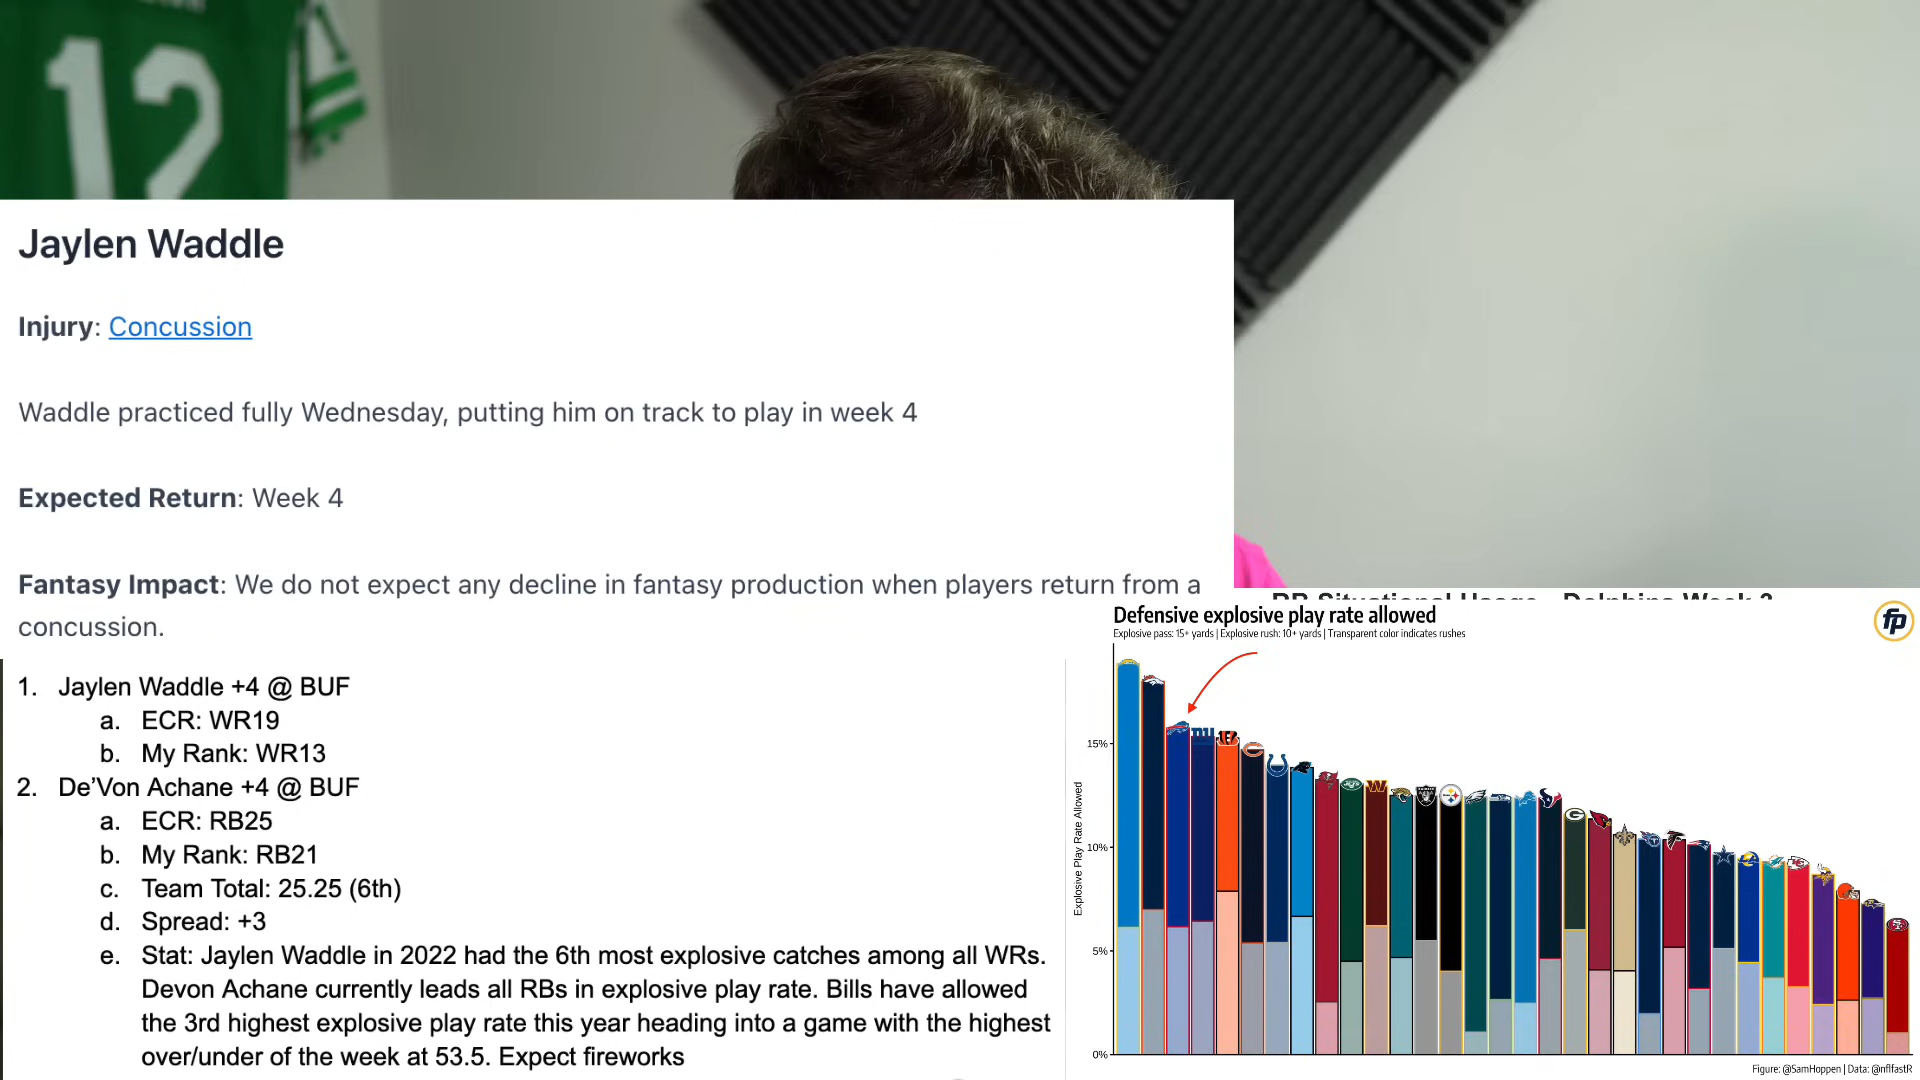 12
Jaylen Waddle
Injury: Concussion
Waddle practiced fully Wednesday, putting him on track to play in week 4
Expected Return: Week 4
Fantasy Impact: We do not expect any decline in fantasy production when players return from a
concussion.
1. Jaylen Waddle +4 @ BUF
a. ECR: WR19
b. My Rank: WR13
2. De'Von Achane +4 @ BUF
a. ECR: RB25
b. My Rank: RB21
c. Team Total: 25.25 (6th)
d. Spread: +3
e. Stat: Jaylen Waddle in 2022 had the 6th most explosive catches among all WRs.
Devon Achane currently leads all RBs in explosive play rate. Bills have allowed
the 3rd highest explosive play rate this year heading into a game with the highest
over/under of the week at 53.5. Expect fireworks
RB Situational Usage - Dolphins Week 3
Defensive explosive play rate allowed
Explosive pass: 15+ yards | Explosive rush: 10+ yards | Transparent color indicates rushes
fp
Explosive Play Rate Allowed
15%
10%
5%
0%
Figure: @SamHoppen | Data: @nflfastR